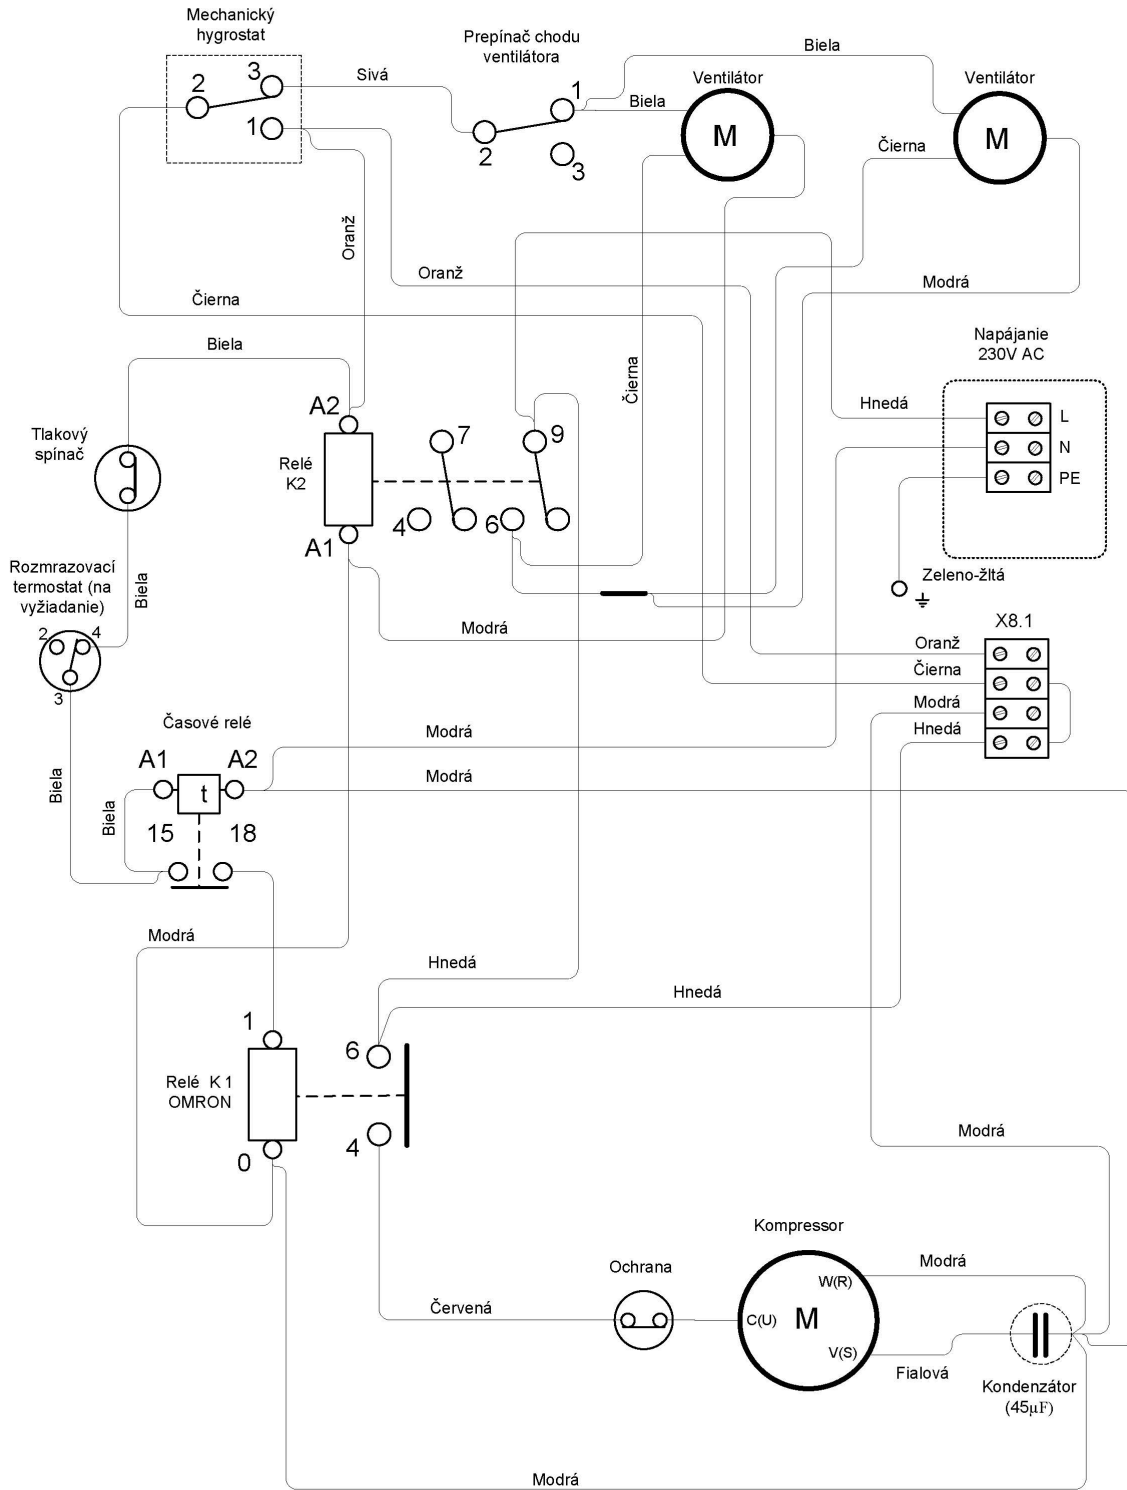 Mechanický
hygrostat
Prepínač chodu
ventilátora
Biela
3
Sivá
2
1
Ventilátor
Ventilátor
Biela
1
M
M
2
3
Čierna
Oranž
Oranž
Modrá
Čierna
Napájanie
230V AC
Biela
Čierna
Hnedá
L
A2
N
Tlakový
spínač
7
9
PE
Relé
K2
4
6
A1
Rozmrazovací
termostat (na
vyžiadanie)
Biela
Zeleno-žltá
X8.1
2
4
Modrá
Oranž
Čierna
3
Modrá
Časové relé
Modrá
Hnedá
A1
A2
Modrá
Biela
t
Biela
15
18
Modrá
Hnedá
Hnedá
1
6
Relé K1
OMRON
4
0
Modrá
Kompressor
Ochrana
Modrá
W(R)
Červená
C(U)
M
V(S)
Fialová
Kondenzátor
(45µF)
Modrá